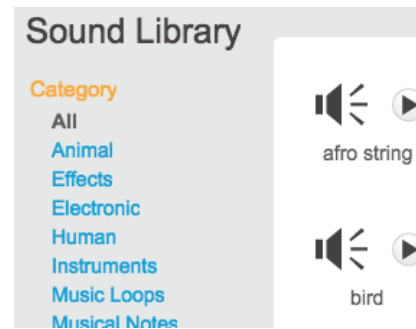 Sound Library
Category
All
Animal
Effects
Electronic
Human
Instruments
Music Loops
Musical Notes
afro string
bird